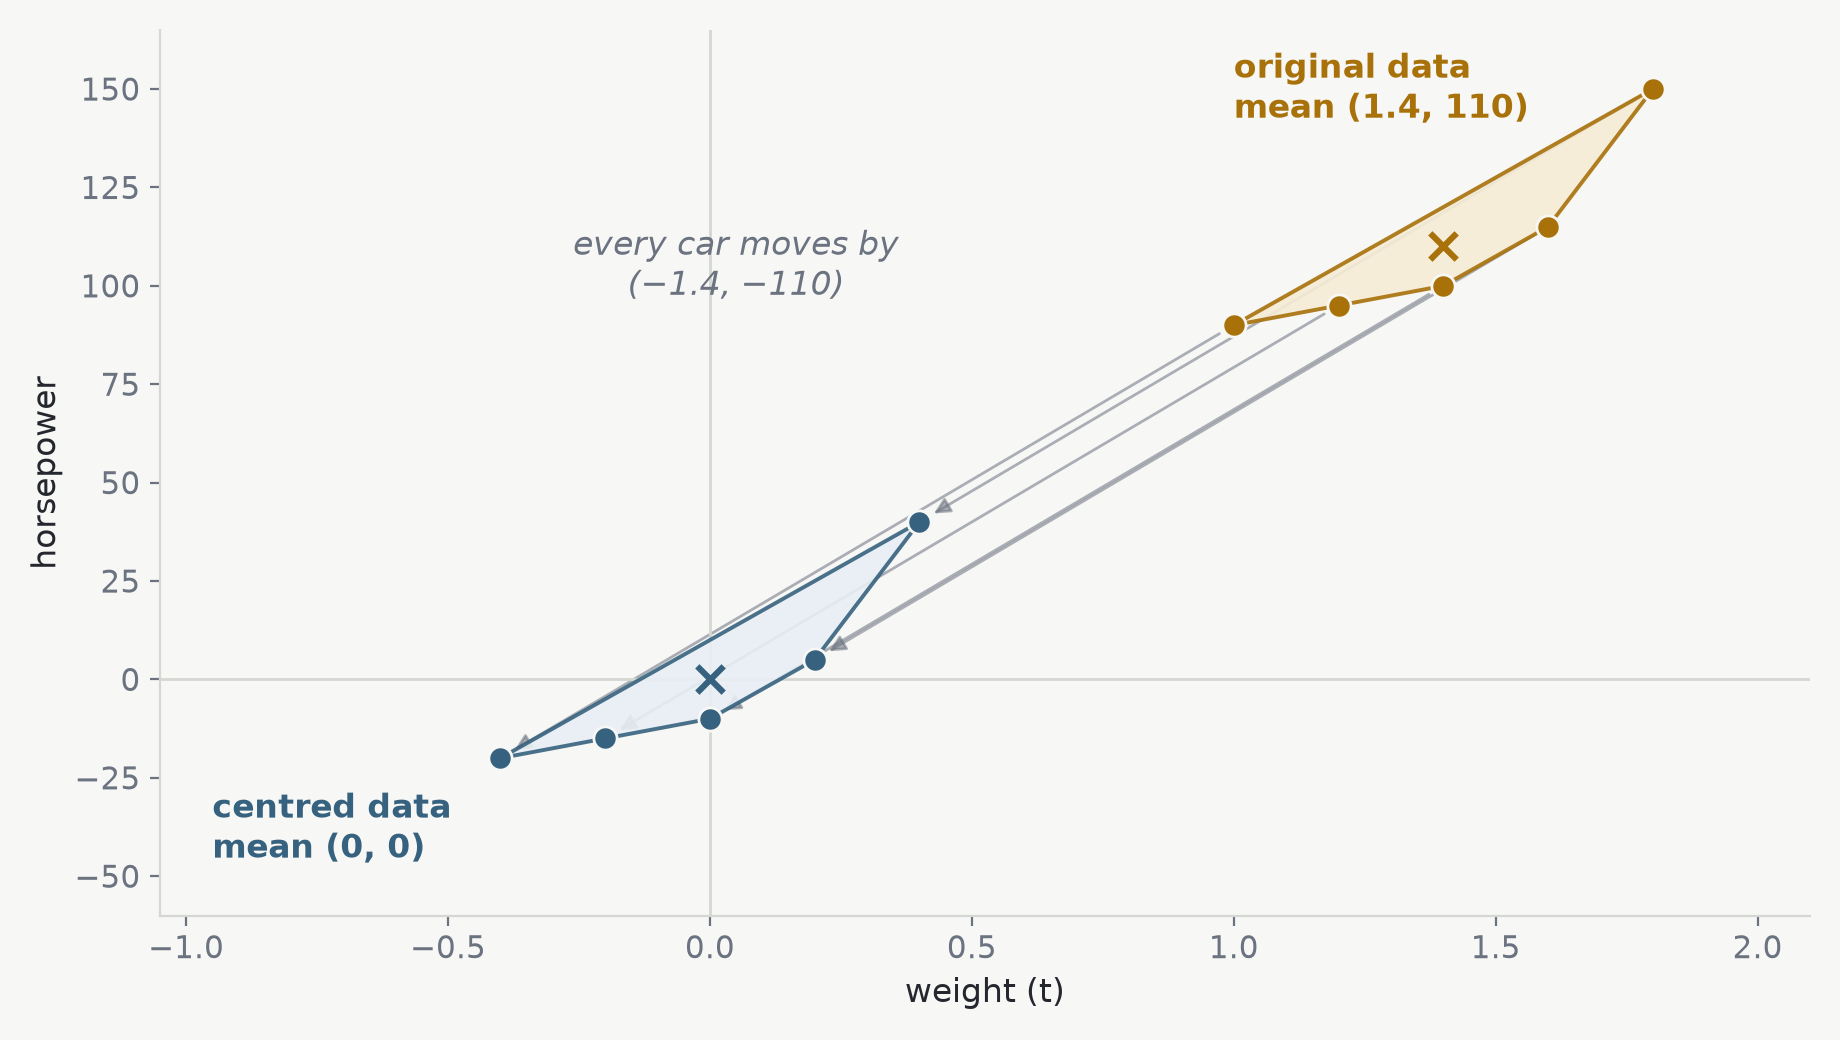 original data
mean (1.4, 110)
every car moves by
(−1.4, −110)
centred data
mean (0, 0)
horsepower
150
125
100
75
50
25
0
−25
−50
−1.0
−0.5
0.0
0.5
1.0
1.5
2.0
weight (t)